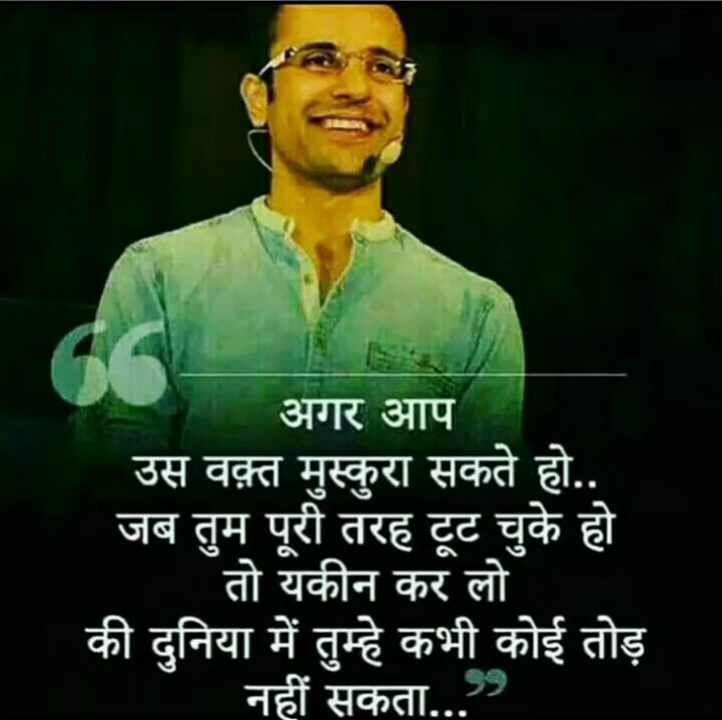 “
अगर आप
उस वक़्त मुस्कुरा सकते हो..
जब तुम पूरी तरह टूट चुके हो
तो यकीन कर लो
की दुनिया में तुम्हे कभी कोई तोड़
नहीं सकता...”